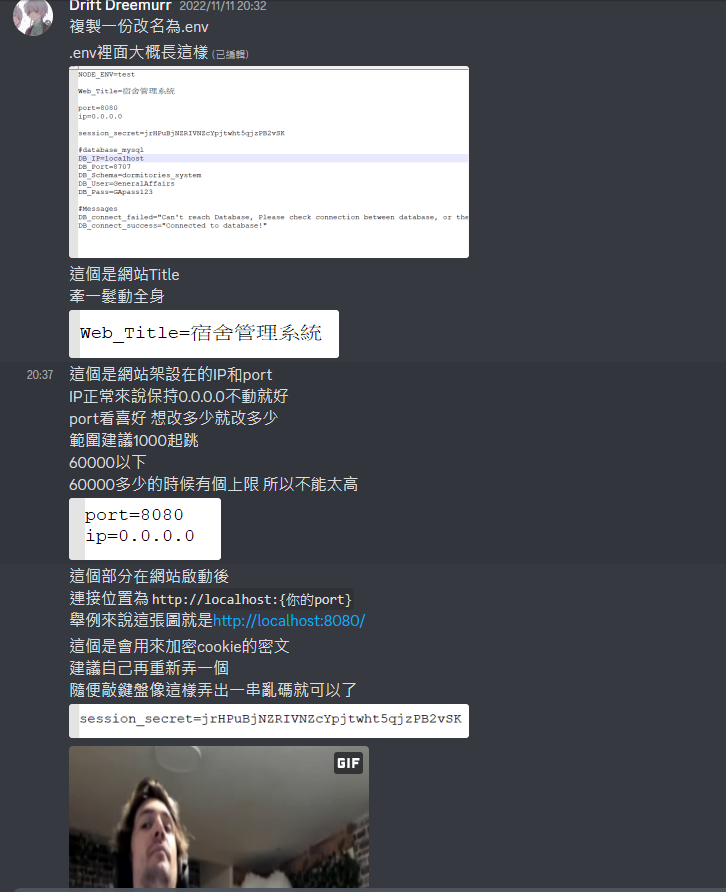 Drift Dreemurr 2022/11/11 20:32
複製一份改名為.env
.env裡面大概長這樣 (已編輯)
NODE_ENV=test
Web_Title=宿舍管理系統
port=8080
ip=0.0.0.0
session_secret=jrHPuBjNZRIVNZcYpjtwht5qjzPB2vSK
#database_mysql
DB_IP=localhost
DB_Port=8707
DB_Schema=dormitories_system
DB_User=GeneralAffairs
DB_Pass=GApass123
#Messages
DB_connect_failed="Can't reach Database, Please check connection between database, or the
DB_connect_success="Connected to database!"
這個是網站Title
牽一髮動全身
Web_Title=宿舍管理系統
20:37 這個是網站架設在的IP和port
IP正常來說保持0.0.0.0不動就好
port看喜好 想改多少就改多少
範圍建議1000起跳
60000以下
60000多少的時候有個上限 所以不能太高
port=8080
ip=0.0.0.0
這個部分在網站啟動後
連接位置為 http://localhost:{你的port}
舉例來說這張圖就是http://localhost:8080/
這個是會用來加密cookie的密文
建議自己再重新弄一個
隨便敲鍵盤像這樣弄出一串亂碼就可以了
session_secret=jrHPuBjNZRIVNZcYpjtwht5qjzPB2vSK
GIF